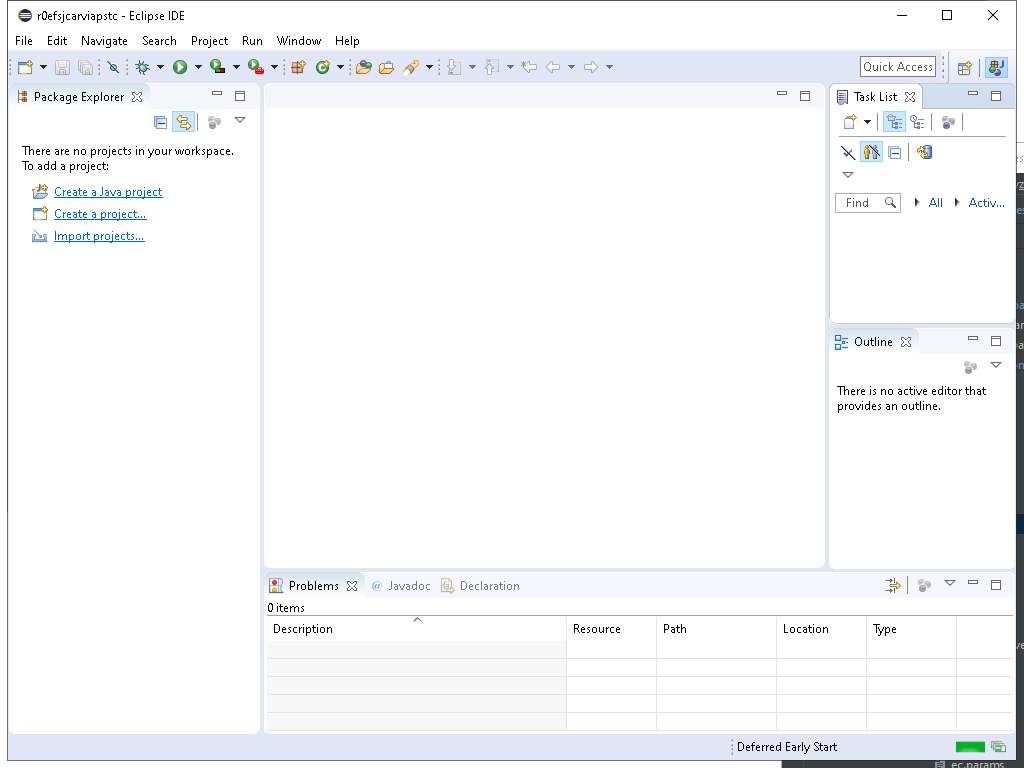 r0efsjcarviapstc - Eclipse IDE
File Edit Navigate Search Project Run Window Help
Quick Access
Package Explorer
There are no projects in your workspace.
To add a project:
Create a Java project
Create a project...
Import projects...
Task List
Find All Activ...
Outline
There is no active editor that
provides an outline.
Problems @ Javadoc Declaration
0 items
Description Resource Path Location Type
Deferred Early Start
ec.params